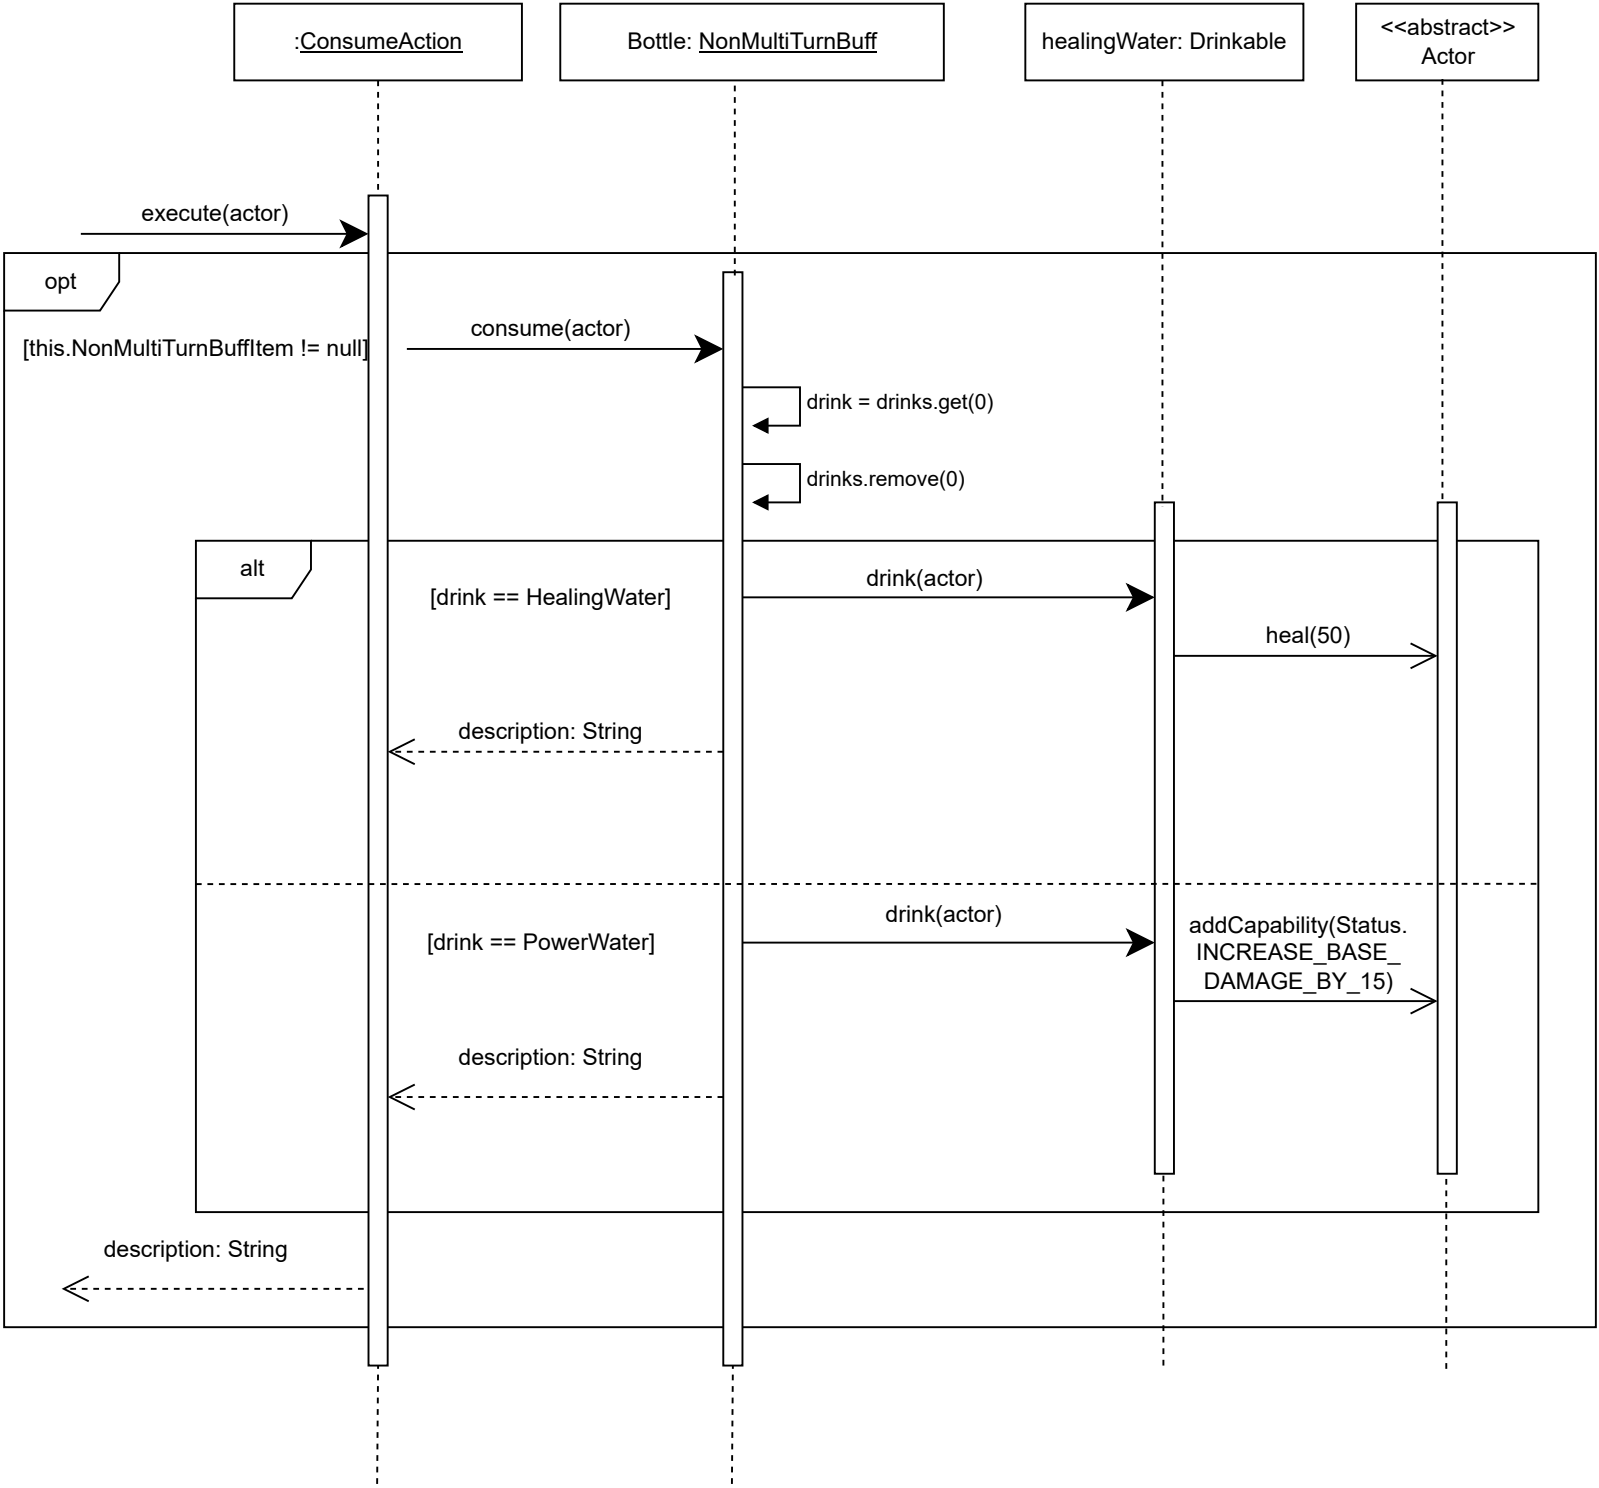 :ConsumeAction
Bottle: NonMultiTurnBuff
healingWater: Drinkable
<<abstract>>
Actor
execute(actor)
opt
[this.NonMultiTurnBuffItem != null]
consume(actor)
drink = drinks.get(0)
drinks.remove(0)
alt
[drink == HealingWater]
drink(actor)
heal(50)
description: String
[drink == PowerWater]
drink(actor)
addCapability(Status.
INCREASE_BASE_
DAMAGE_BY_15)
description: String
description: String